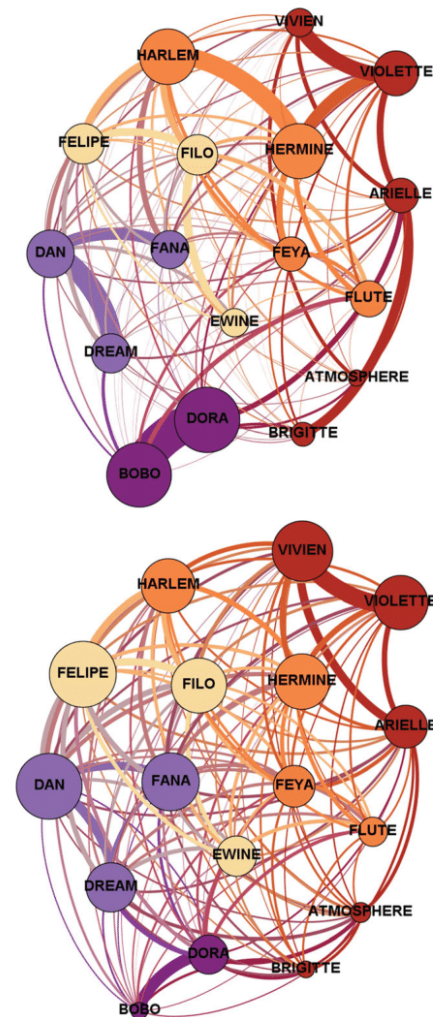 VIVIEN
HARLEM
VIOLETTE
FELIPE
FILO
HERMINE
ARIELLE
DAN
FANA
FEYA
FLUTE
EWINE
DREAM
ATMOSPHERE
DORA
BRIGITTE
BOBO
VIVIEN
HARLEM
VIOLETTE
FELIPE
FILO
HERMINE
ARIELLE
DAN
FANA
FEYA
FLUTE
EWINE
DREAM
ATMOSPHERE
DORA
BRIGITTE
BOBO